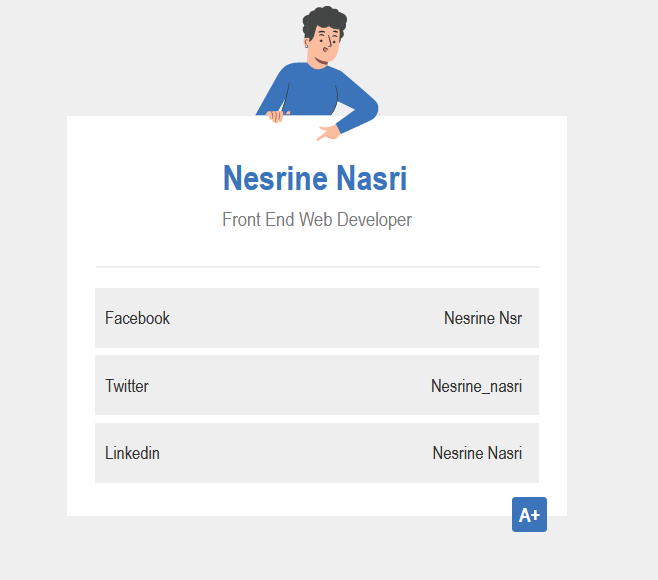 Nesrine Nasri
Front End Web Developer
Facebook Nesrine Nsr
Twitter Nesrine_nasri
Linkedin Nesrine Nasri
A+